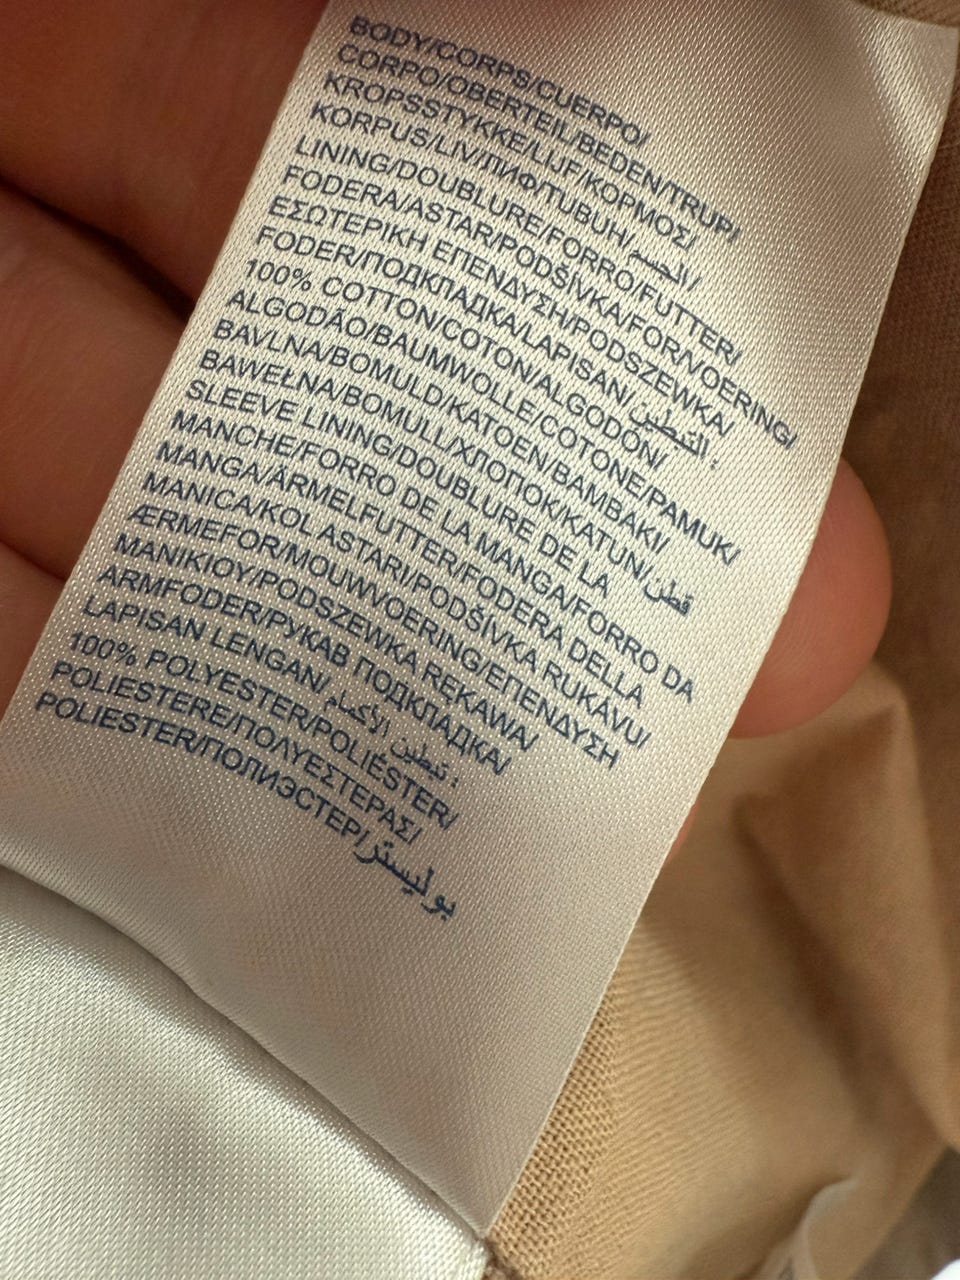 BODY/CORPS/CUERPO/
CORPO/OBERTEIL/BEDEN/TRUP/
KROPSSTYKKE/LIJF/ΚΟΡΜΟΣ/
KORPUS/LIV/ЛИФ/TUBUH/الجسم/
LINING/DOUBLURE/FORRO/FUTTER/
FODERA/ASTAR/PODŠÍVKA/FOR/VOERING/
ΕΣΩΤΕΡΙΚΗ ΕΠΕΝΔΥΣΗ/PODSZEWKA/
FODER/ПОДКЛАДКА/LAPISAN/التبطين :
100% COTTON/COTON/ALGODÓN/
ALGODÃO/BAUMWOLLE/COTONE/PAMUK/
BAVLNA/BOMULD/KATOEN/BAMBAKI/
BAWEŁNA/BOMULL/ХЛОПОК/KATUN/قطن
SLEEVE LINING/DOUBLURE DE LA
MANCHE/FORRO DE LA MANGA/FORRO DA
MANGA/ÄRMELFUTTER/FODERA DELLA
MANICA/KOL ASTARI/PODŠÍVKA RUKÁVU/
ÆRMEFOR/MOUWVOERING/ΕΠΕΝΔΥΣΗ
ΜΑΝΙΚΙΟΥ/PODSZEWKA RĘKAWA/
ARMFODER/РУКАВ ПОДКЛАДКА/
LAPISAN LENGAN/تبطين الأكمام :
100% POLYESTER/POLIÉSTER/
POLIESTERE/ΠΟΛΥΕΣΤΕΡΑΣ/
POLIESTER/ПОЛИЭСТЕР/بوليستر